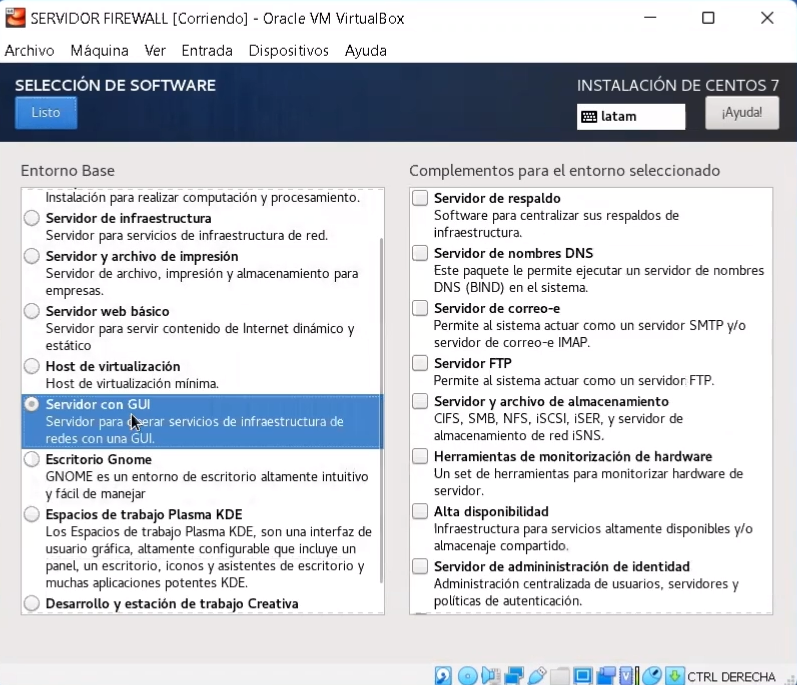 SERVIDOR FIREWALL [Corriendo] - Oracle VM VirtualBox
Archivo Máquina Ver Entrada Dispositivos Ayuda
SELECCIÓN DE SOFTWARE
INSTALACIÓN DE CENTOS 7
Listo
latam
¡Ayuda!
Entorno Base
Instalación para realizar computación y procesamiento.
Servidor de infraestructura
Servidor para servicios de infraestructura de red.
Servidor y archivo de impresión
Servidor de archivo, impresión y almacenamiento para
empresas.
Servidor web básico
Servidor para servir contenido de Internet dinámico y
estático
Host de virtualización
Host de virtualización mínima.
Servidor con GUI
Servidor para operar servicios de infraestructura de
redes con una GUI.
Escritorio Gnome
GNOME es un entorno de escritorio altamente intuitivo
y fácil de manejar
Espacios de trabajo Plasma KDE
Los Espacios de trabajo Plasma KDE, son una interfaz de
usuario gráfica, altamente configurable que incluye un
panel, un escritorio, iconos y asistentes de escritorio y
muchas aplicaciones potentes KDE.
Desarrollo y estación de trabajo Creativa
Complementos para el entorno seleccionado
Servidor de respaldo
Software para centralizar sus respaldos de
infraestructura.
Servidor de nombres DNS
Este paquete le permite ejecutar un servidor de nombres
DNS (BIND) en el sistema.
Servidor de correo-e
Permite al sistema actuar como un servidor SMTP y/o
servidor de correo-e IMAP.
Servidor FTP
Permite al sistema actuar como un servidor FTP.
Servidor y archivo de almacenamiento
CIFS, SMB, NFS, iSCSI, iSER, y servidor de
almacenamiento de red iSNS.
Herramientas de monitorización de hardware
Un set de herramientas para monitorizar hardware de
servidor.
Alta disponibilidad
Infraestructura para servicios altamente disponibles y/o
almacenaje compartido.
Servidor de admininistración de identidad
Administración centralizada de usuarios, servidores y
políticas de autenticación.
CTRL DERECHA